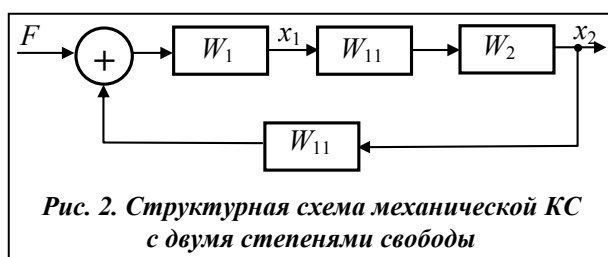 F + W₁ x₁ W₁₁ W₂ x₂
W₁₁
Рис. 2. Структурная схема механической КС
с двумя степенями свободы